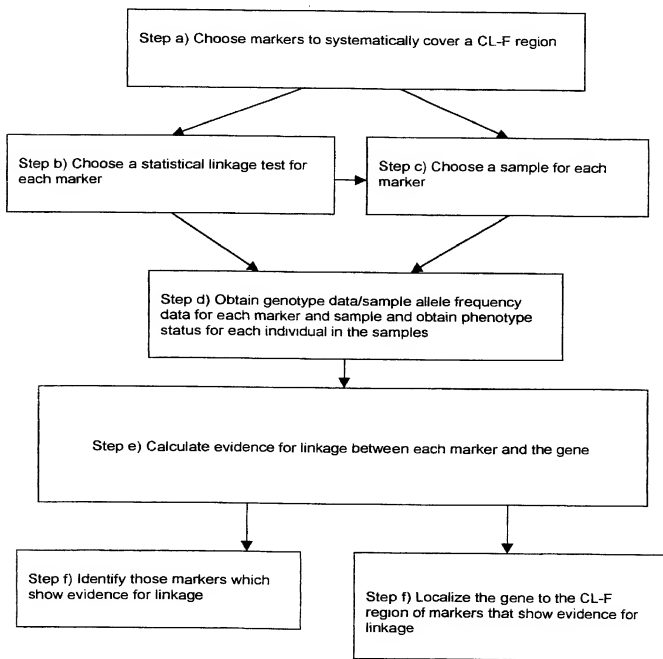 Step a) Choose markers to systematically cover a CL-F region
Step b) Choose a statistical linkage test for
each marker
Step c) Choose a sample for each
marker
Step d) Obtain genotype data/sample allele frequency
data for each marker and sample and obtain phenotype
status for each individual in the samples
Step e) Calculate evidence for linkage between each marker and the gene
Step f) Identify those markers which
show evidence for linkage
Step f) Localize the gene to the CL-F
region of markers that show evidence for
linkage